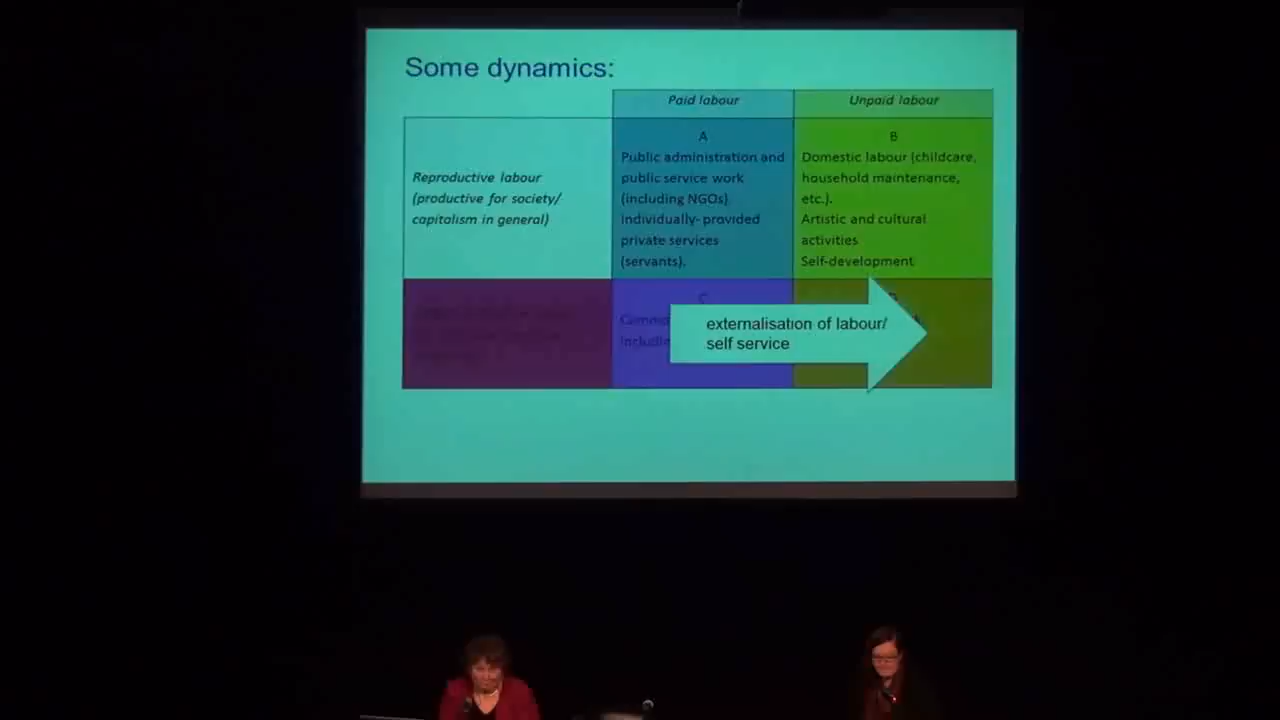 Some dynamics:
Paid labour
Unpaid labour
Reproductive labour
(productive for society/
capitalism in general)
A
Public administration and
public service work
(including NGOs)
Individually- provided
private services
(servants).
B
Domestic labour (childcare,
household maintenance,
etc.).
Artistic and cultural
activities
Self-development
C
externalisation of labour/
self service